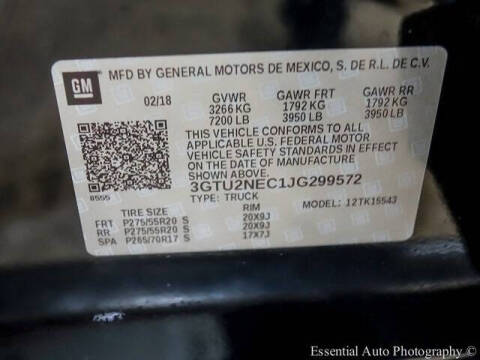 GM
MFD BY GENERAL MOTORS DE MEXICO, S. DE R.L. DE C.V.
02/18 GVWR GAWR FRT GAWR RR
3266 KG 1792 KG 1792 KG
7200 LB 3950 LB 3950 LB
THIS VEHICLE CONFORMS TO ALL
APPLICABLE U.S. FEDERAL MOTOR
VEHICLE SAFETY STANDARDS IN EFFECT
ON THE DATE OF MANUFACTURE SHOWN ABOVE.
3GTU2NEC1JG299572
TYPE: TRUCK MODEL: 12TK15543
8555
TIRE SIZE RIM
FRT P275/55R20 S 20X9J
RR P275/55R20 S 20X9J
SPA P265/70R17 S 17X7J
Essential Auto Photography ©